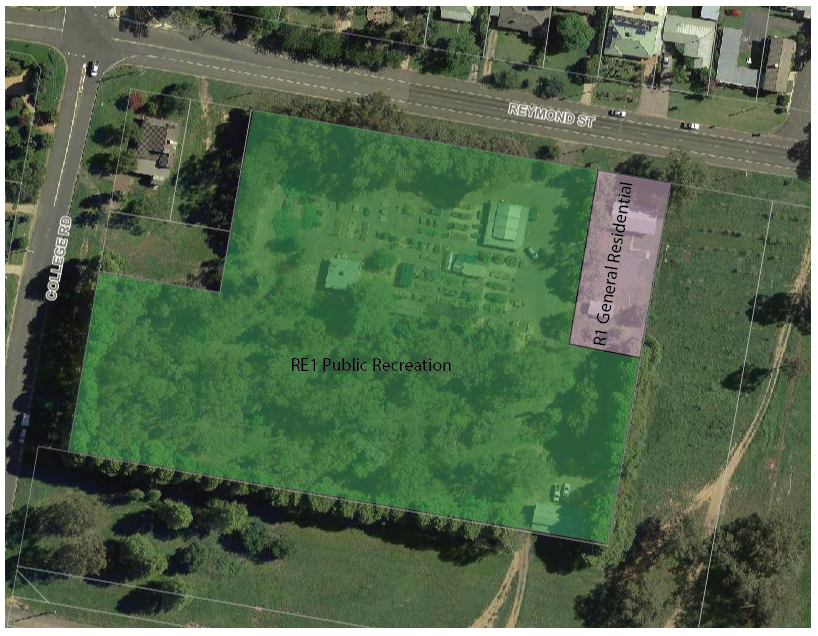 REYMOND ST
R1 General Residential
COLLEGE RD
RE1 Public Recreation